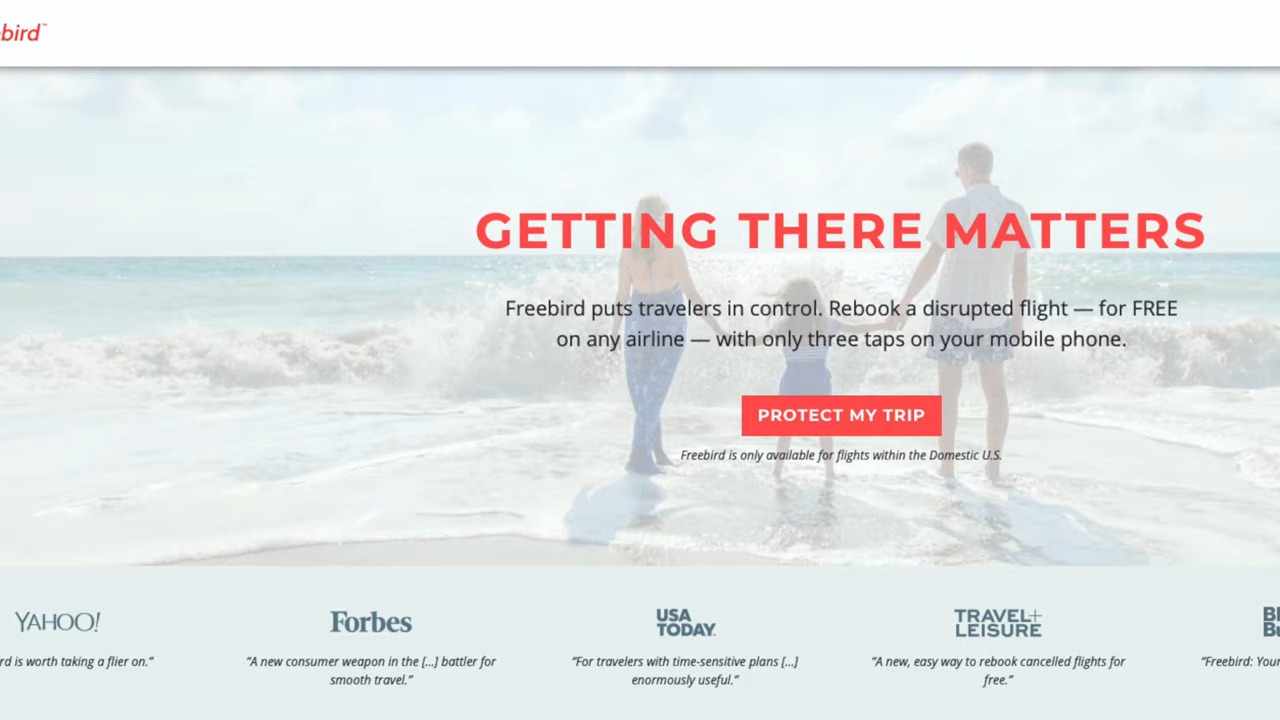 bird™
GETTING THERE MATTERS
Freebird puts travelers in control. Rebook a disrupted flight — for FREE
on any airline — with only three taps on your mobile phone.
PROTECT MY TRIP
Freebird is only available for flights within the Domestic U.S.
YAHOO!
rd is worth taking a flier on.”
Forbes
“A new consumer weapon in the [...] battler for
smooth travel.”
USA
TODAY
“For travelers with time-sensitive plans [...]
enormously useful.”
TRAVEL+
LEISURE
“A new, easy way to rebook cancelled flights for
free.”
“Freebird: Your